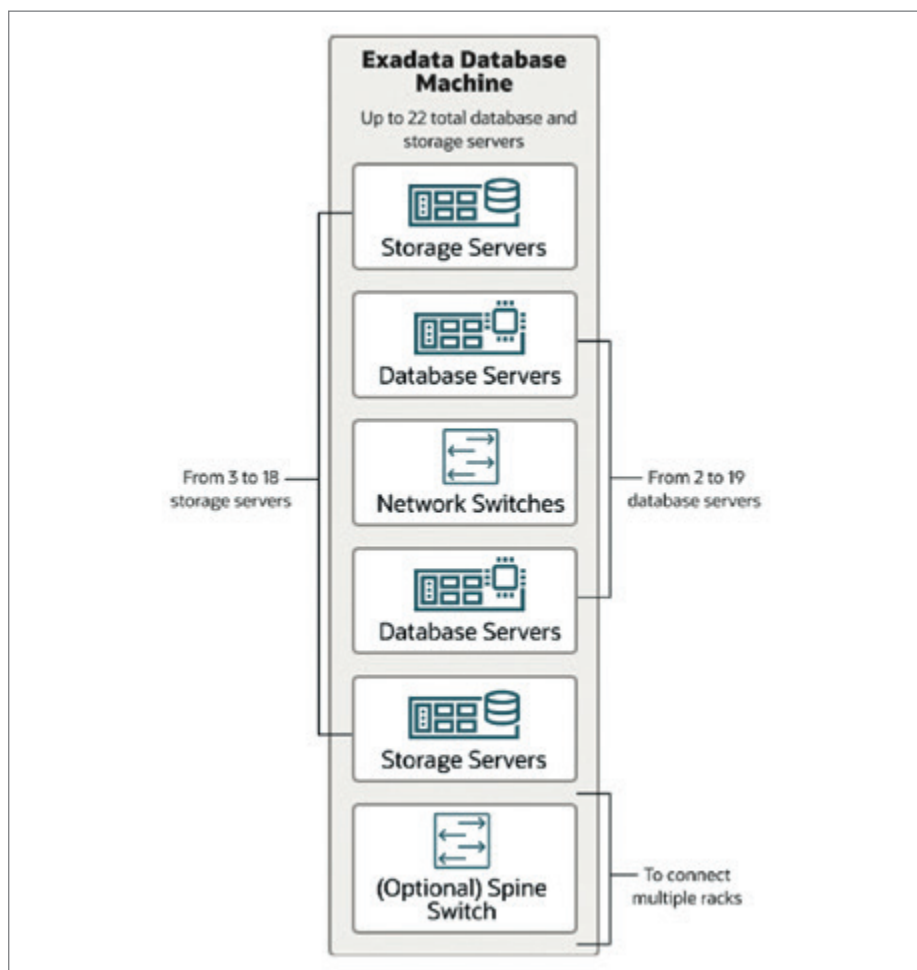 Exadata Database
Machine
Up to 22 total database and
storage servers
Storage Servers
Database Servers
Network Switches
From 3 to 18
storage servers
From 2 to 19
database servers
Database Servers
Storage Servers
(Optional) Spine
Switch
To connect
multiple racks